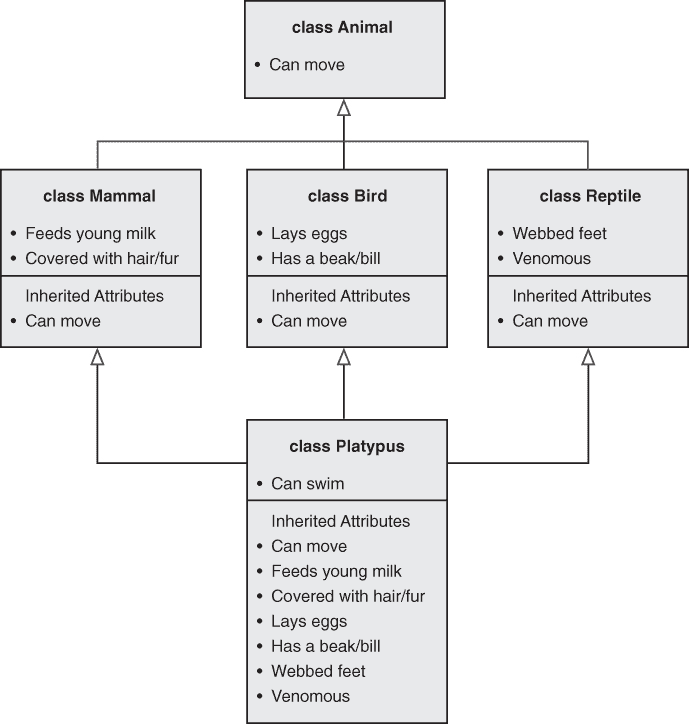 class Animal
• Can move
class Mammal
• Feeds young milk
• Covered with hair/fur
Inherited Attributes
• Can move
class Bird
• Lays eggs
• Has a beak/bill
Inherited Attributes
• Can move
class Reptile
• Webbed feet
• Venomous
Inherited Attributes
• Can move
class Platypus
• Can swim
Inherited Attributes
• Can move
• Feeds young milk
• Covered with hair/fur
• Lays eggs
• Has a beak/bill
• Webbed feet
• Venomous